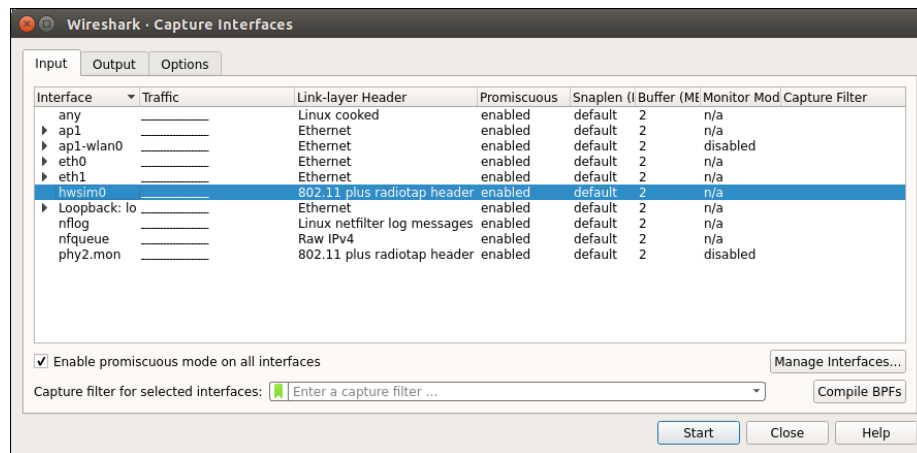 Wireshark · Capture Interfaces
Input Output Options
Interface Traffic Link-layer Header Promiscuous Snaplen (I Buffer (ME Monitor Mod Capture Filter
any Linux cooked enabled default 2 n/a
ap1 Ethernet enabled default 2 n/a
ap1-wlan0 Ethernet enabled default 2 disabled
eth0 Ethernet enabled default 2 n/a
eth1 Ethernet enabled default 2 n/a
hwsim0 802.11 plus radiotap header enabled default 2 n/a
Loopback: lo Ethernet enabled default 2 n/a
nflog Linux netfilter log messages enabled default 2 n/a
nfqueue Raw IPv4 enabled default 2 n/a
phy2.mon 802.11 plus radiotap header enabled default 2 disabled
Enable promiscuous mode on all interfaces Manage Interfaces...
Capture filter for selected interfaces: Enter a capture filter ... Compile BPFs
Start Close Help